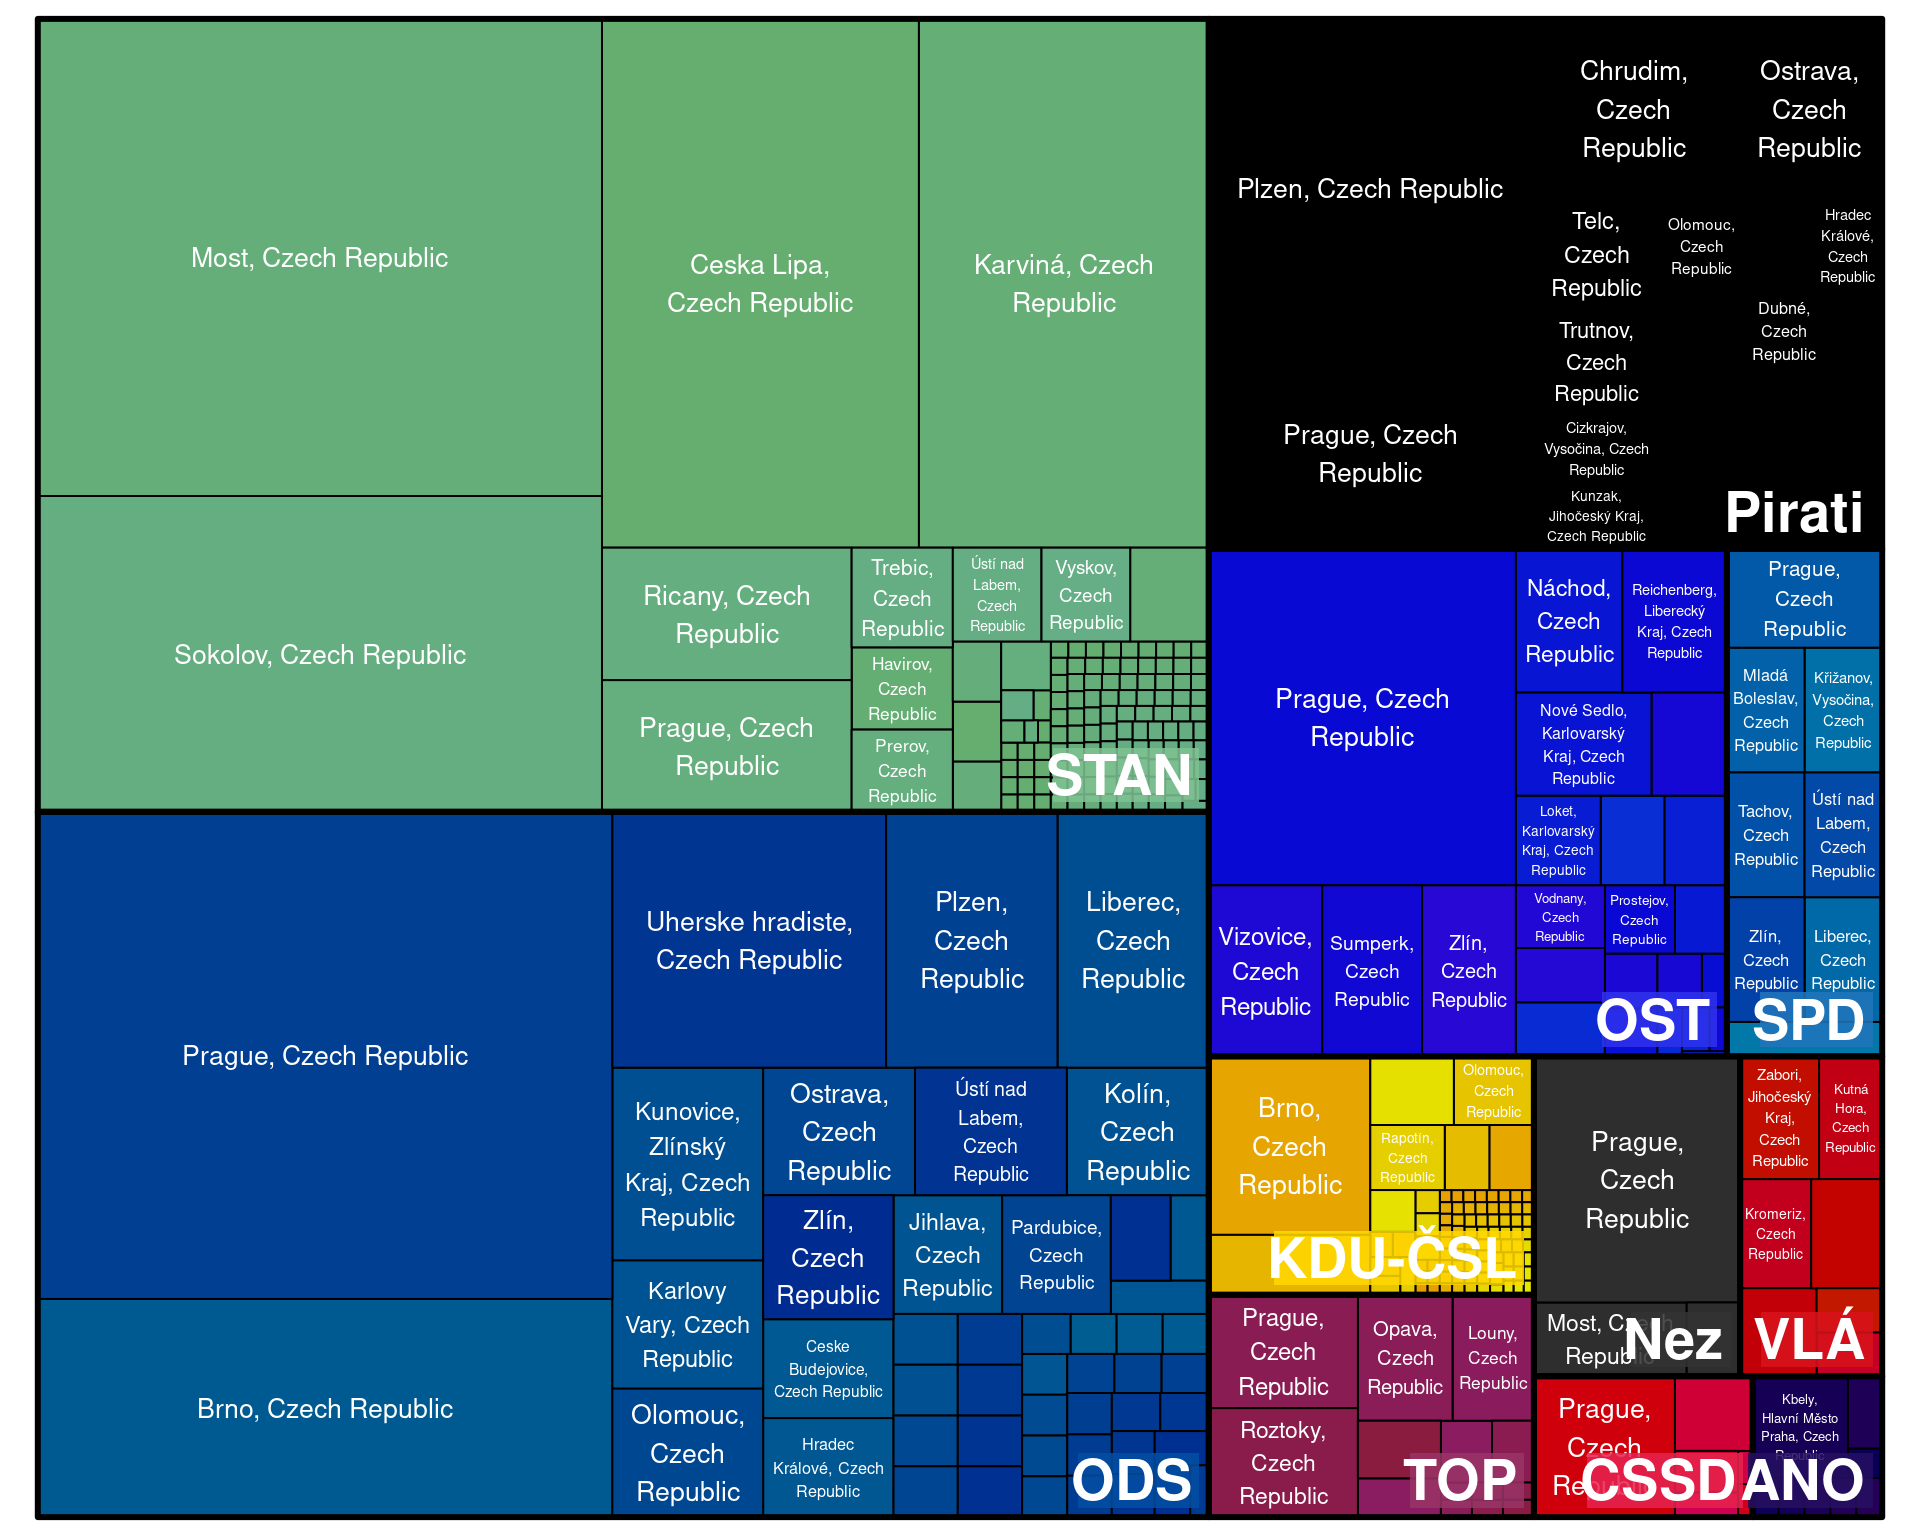 Most, Czech Republic
Sokolov, Czech Republic
Ceska Lipa,
Czech Republic
Karviná, Czech
Republic
Ricany, Czech
Republic
Prague, Czech
Republic
Trebic,
Czech
Republic
Havirov,
Czech
Republic
Prerov,
Czech
Republic
Ústí nad
Labem,
Czech
Republic
Vyskov,
Czech
Republic
STAN
Prague, Czech Republic
Brno, Czech Republic
Uherske hradiste,
Czech Republic
Plzen,
Czech
Republic
Liberec,
Czech
Republic
Kunovice,
Zlínský
Kraj, Czech
Republic
Karlovy
Vary, Czech
Republic
Olomouc,
Czech
Republic
Ostrava,
Czech
Republic
Ústí nad
Labem,
Czech
Republic
Kolín,
Czech
Republic
Zlín,
Czech
Republic
Ceske
Budejovice,
Czech Republic
Hradec
Králové, Czech
Republic
Jihlava,
Czech
Republic
Pardubice,
Czech
Republic
ODS
Plzen, Czech Republic
Prague, Czech
Republic
Chrudim,
Czech
Republic
Ostrava,
Czech
Republic
Telc,
Czech
Republic
Trutnov,
Czech
Republic
Cizkrajov,
Vysočina, Czech
Republic
Kunzak,
Jihočeský Kraj,
Czech Republic
Olomouc,
Czech
Republic
Dubné,
Czech
Republic
Hradec
Králové,
Czech
Republic
Pirati
Prague, Czech
Republic
Vizovice,
Czech
Republic
Sumperk,
Czech
Republic
Zlín,
Czech
Republic
Náchod,
Czech
Republic
Reichenberg,
Liberecký
Kraj, Czech
Republic
Nové Sedlo,
Karlovarský
Kraj, Czech
Republic
Loket,
Karlovarský
Kraj, Czech
Republic
Vodnany,
Czech
Republic
Prostejov,
Czech
Republic
OST
Prague,
Czech
Republic
Mladá
Boleslav,
Czech
Republic
Křižanov,
Vysočina,
Czech
Republic
Tachov,
Czech
Republic
Ústí nad
Labem,
Czech
Republic
Zlín,
Czech
Republic
Liberec,
Czech
Republic
SPD
Brno,
Czech
Republic
Olomouc,
Czech
Republic
Rapotín,
Czech
Republic
KDU-ČSL
Prague,
Czech
Republic
Roztoky,
Czech
Republic
Opava,
Czech
Republic
Louny,
Czech
Republic
TOP
Prague,
Czech
Republic
Most, Czech
Republic
Nez
Zabori,
Jihočeský
Kraj,
Czech
Republic
Kutná
Hora,
Czech
Republic
Kromeriz,
Czech
Republic
VLÁ
Prague,
Czech
Republic
CSSD
Kbely,
Hlavní Město
Praha, Czech
Republic
ANO